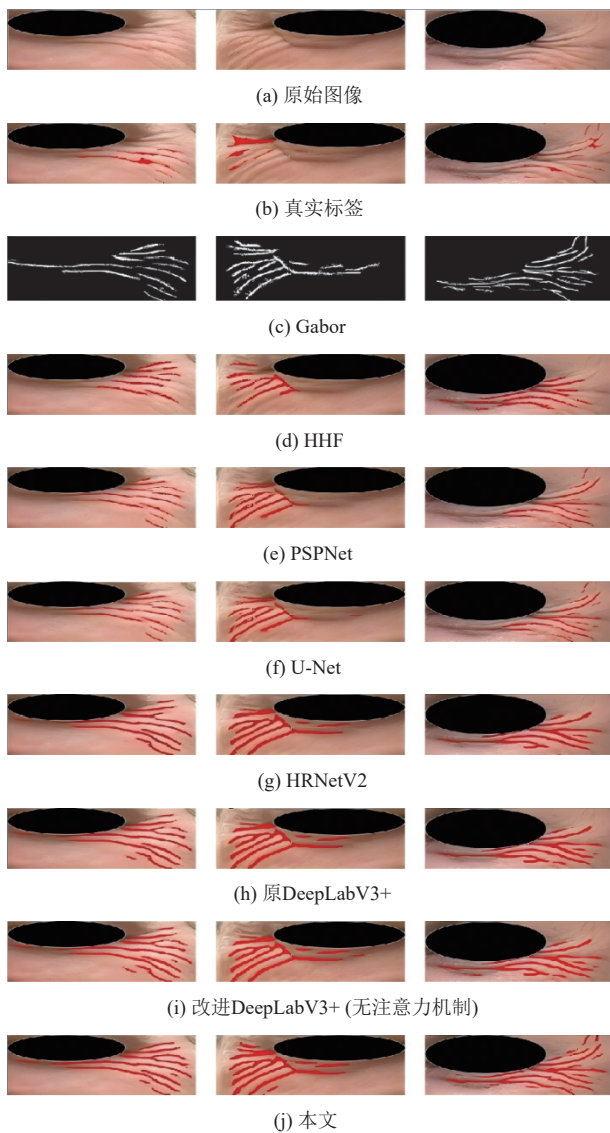 (a) 原始图像
(b) 真实标签
(c) Gabor
(d) HHF
(e) PSPNet
(f) U-Net
(g) HRNetV2
(h) 原DeepLabV3+
(i) 改进DeepLabV3+ (无注意力机制)
(j) 本文